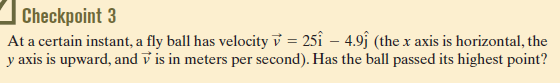 Checkpoint 3
At a certain instant, a fly ball has velocity v⃗ = 25î − 4.9ĵ (the x axis is horizontal, the
y axis is upward, and v⃗ is in meters per second). Has the ball passed its highest point?